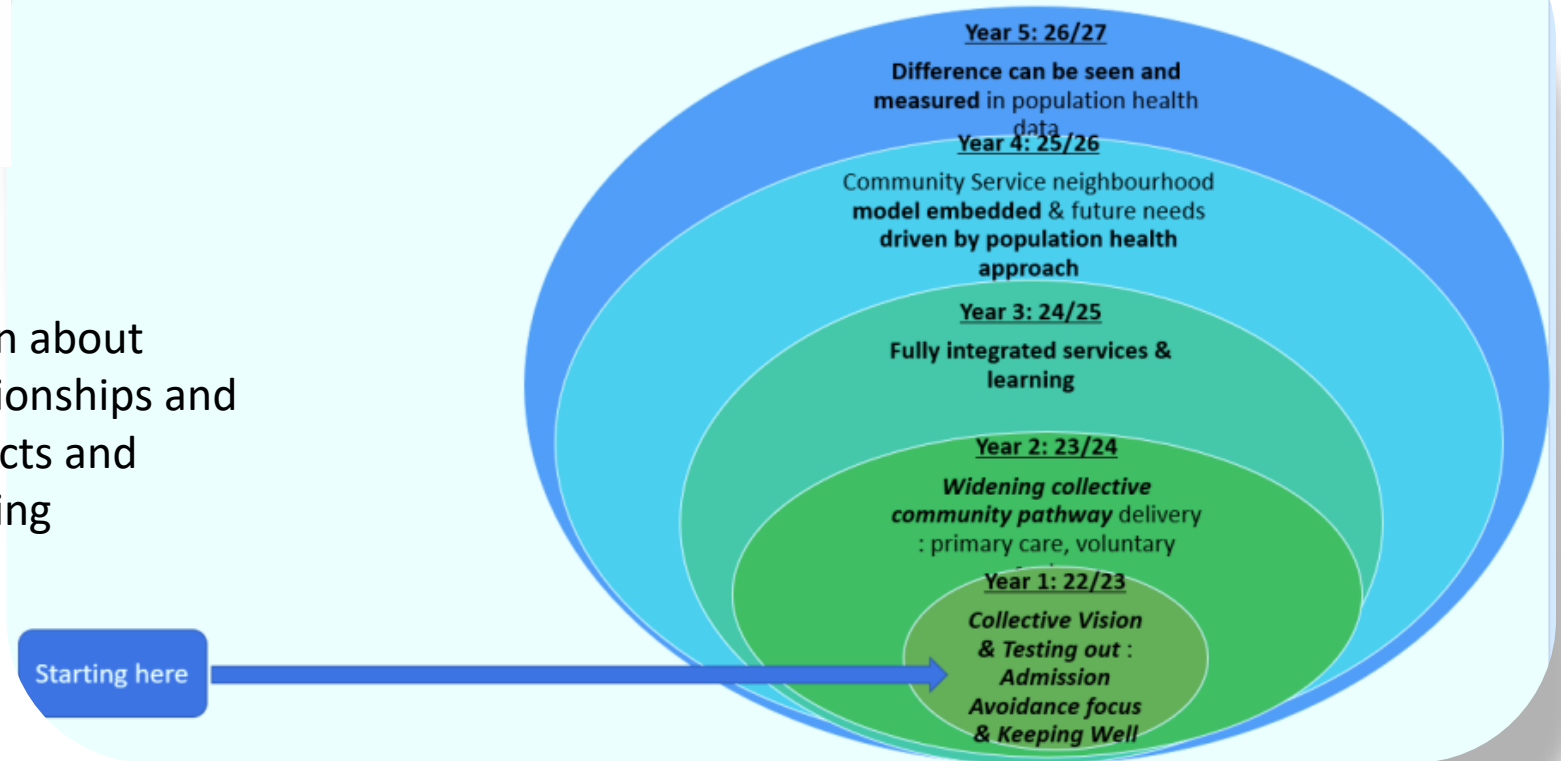 about
and
and
Starting here
Year 5: 26/27
Difference can be seen and
measured in population health
data
Year 4: 25/26
Community Service neighbourhood
model embedded & future needs
driven by population health
approach
Year 3: 24/25
Fully integrated services &
learning
Year 2: 23/24
Widening collective
community pathway delivery
: primary care, voluntary
Year 1: 22/23
Collective Vision
& Testing out :
Admission
Avoidance focus
& Keeping Well